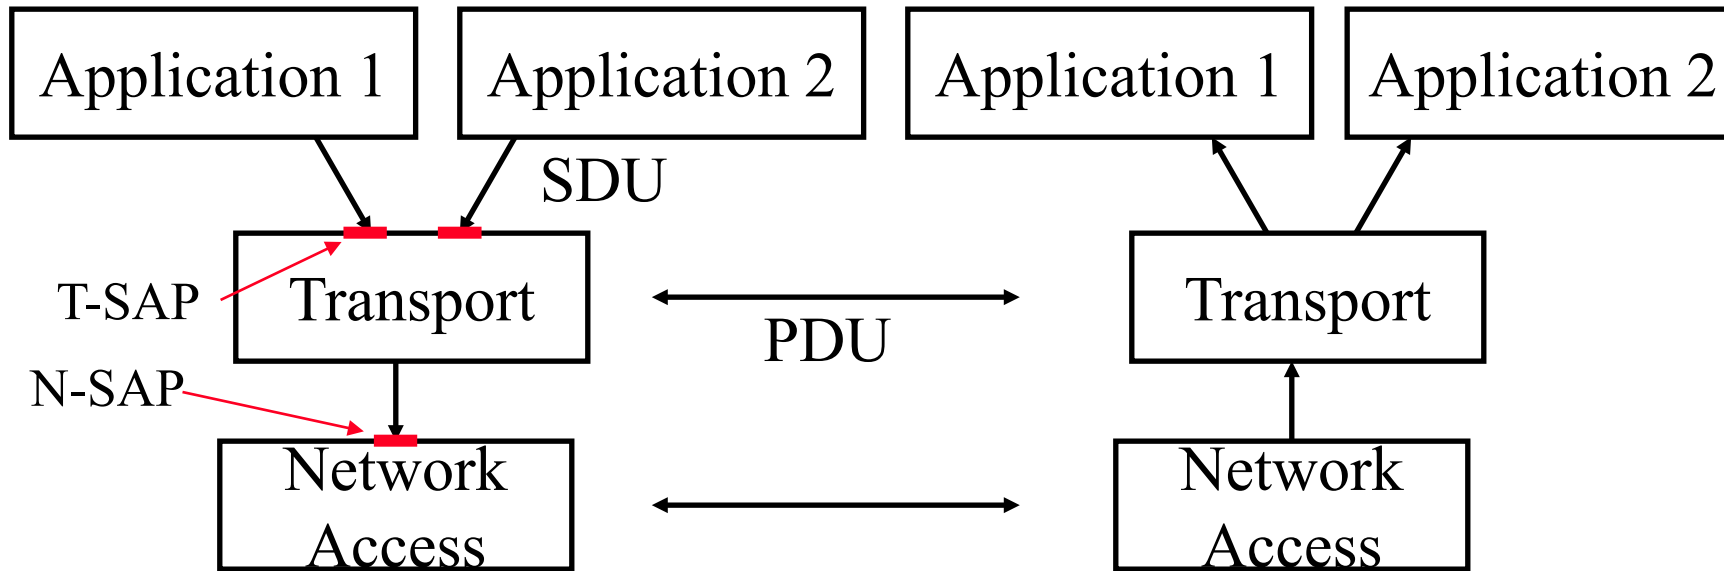 Application 1
Application 2
Application 1
Application 2
SDU
T-SAP
Transport
PDU
Transport
N-SAP
Network
Access
Network
Access